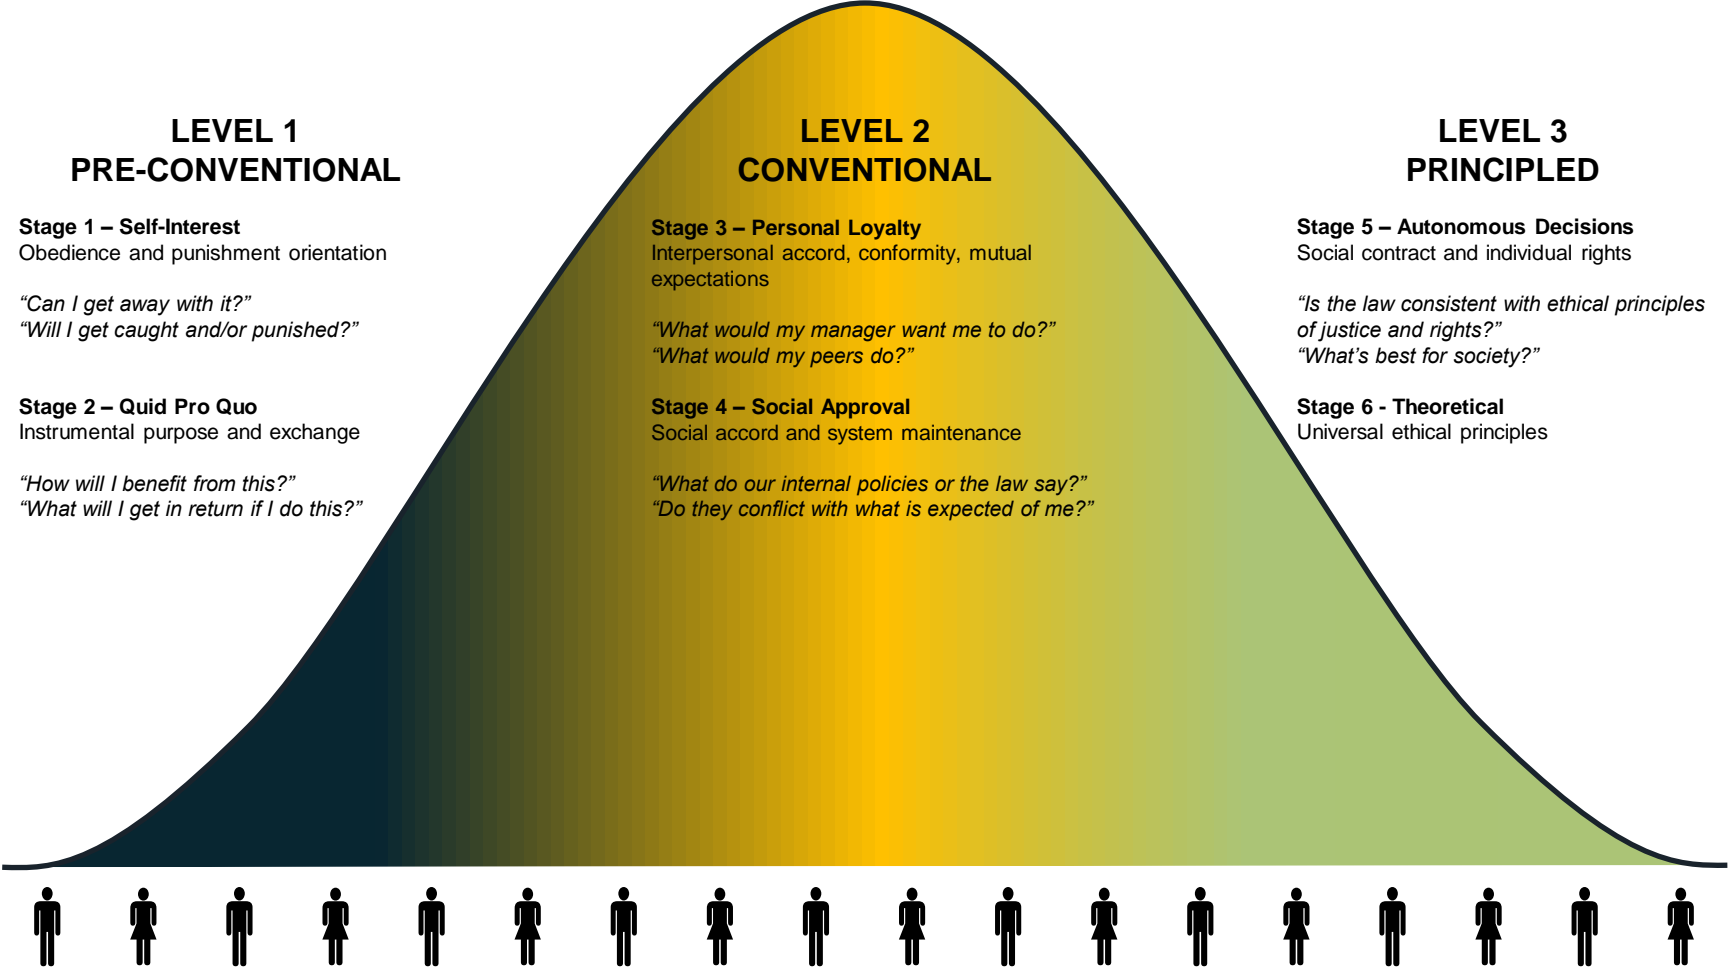 LEVEL 1
PRE-CONVENTIONAL
Stage 1 – Self-Interest
Obedience and punishment orientation
“Can I get away with it?”
“Will I get caught and/or punished?”
Stage 2 – Quid Pro Quo
Instrumental purpose and exchange
“How will I benefit from this?”
“What will I get in return if I do this?”
LEVEL 2
CONVENTIONAL
Stage 3 – Personal Loyalty
Interpersonal accord, conformity, mutual
expectations
“What would my manager want me to do?”
“What would my peers do?”
Stage 4 – Social Approval
Social accord and system maintenance
“What do our internal policies or the law say?”
“Do they conflict with what is expected of me?”
LEVEL 3
PRINCIPLED
Stage 5 – Autonomous Decisions
Social contract and individual rights
“Is the law consistent with ethical principles
of justice and rights?”
“What’s best for society?”
Stage 6 - Theoretical
Universal ethical principles